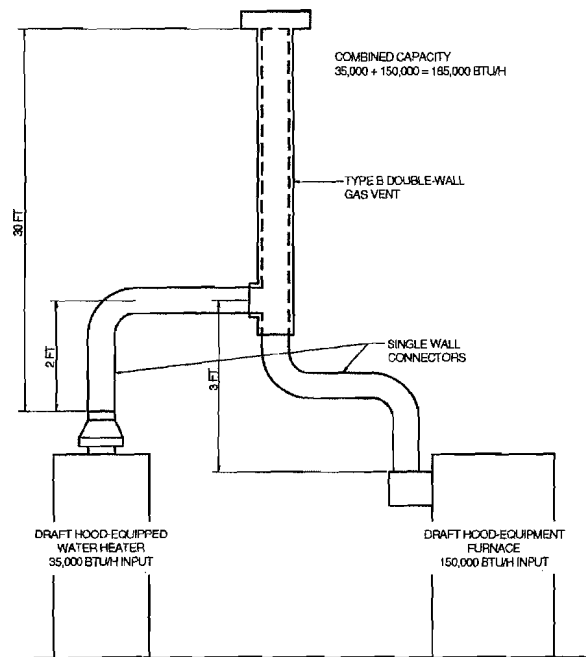 COMBINED CAPACITY
35,000 + 150,000 = 185,000 BTU/H
TYPE B DOUBLE-WALL
GAS VENT
30 FT
2 FT
3 FT
SINGLE WALL
CONNECTORS
DRAFT HOOD-EQUIPPED
WATER HEATER
35,000 BTU/H INPUT
DRAFT HOOD-EQUIPMENT
FURNACE
150,000 BTU/H INPUT